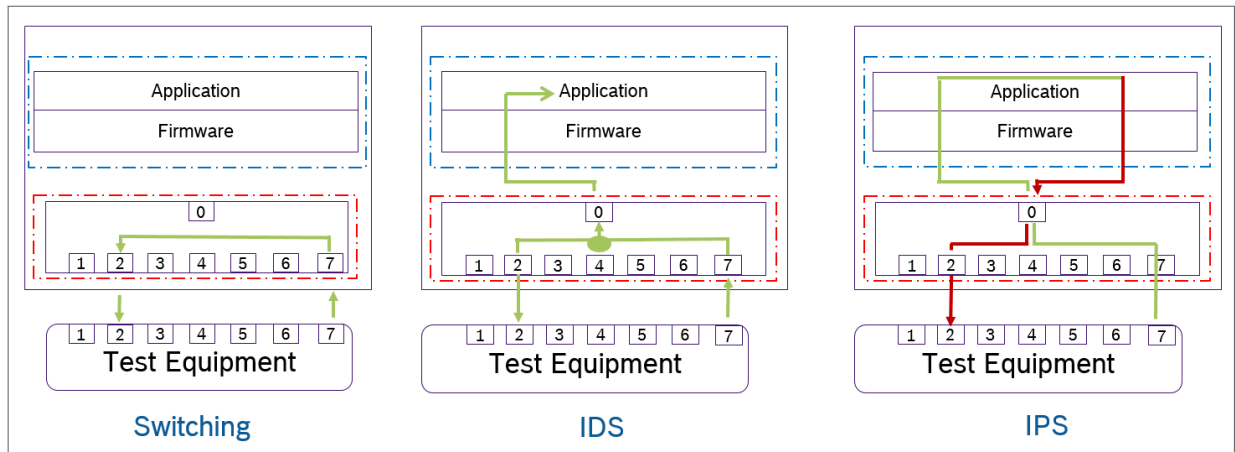 Application
Firmware
0
1 2 3 4 5 6 7
1 2 3 4 5 6 7
Test Equipment
Switching
Application
Firmware
0
1 2 3 4 5 6 7
1 2 3 4 5 6 7
Test Equipment
IDS
Application
Firmware
0
1 2 3 4 5 6 7
1 2 3 4 5 6 7
Test Equipment
IPS